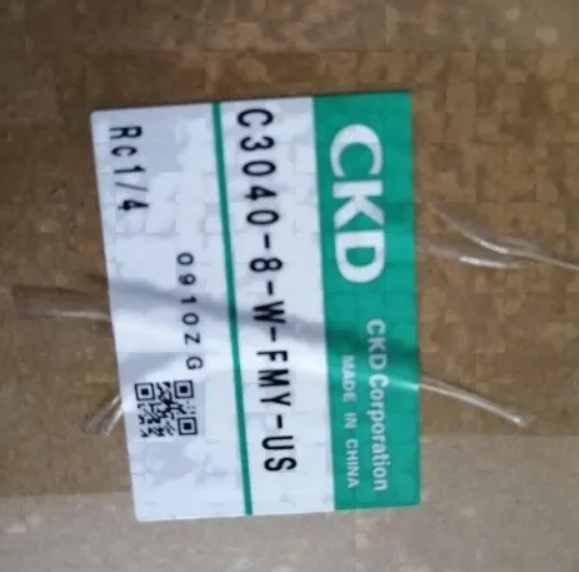 CKD
CKD Corporation
MADE IN CHINA
C3040-8-W-FMY-US
0910ZG
Rc1/4